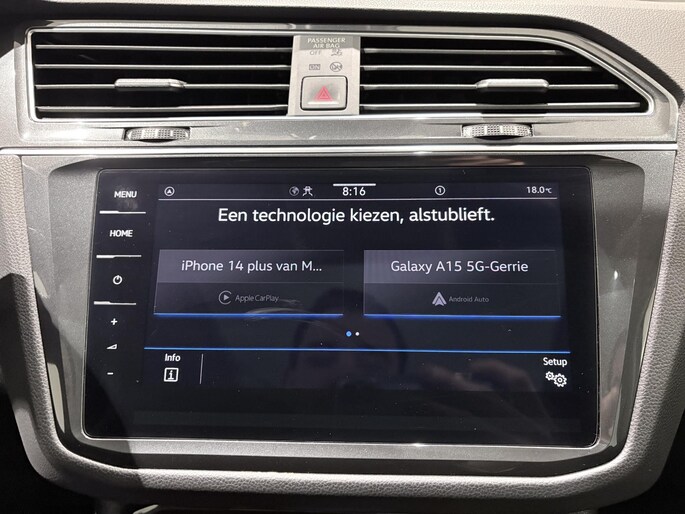 PASSENGER
AIR BAG
OFF
MENU
8:16
1
18.0°C
Een technologie kiezen, alstublieft.
HOME
iPhone 14 plus van M...
Galaxy A15 5G-Gerrie
Apple CarPlay
Android Auto
+
-
Info
Setup